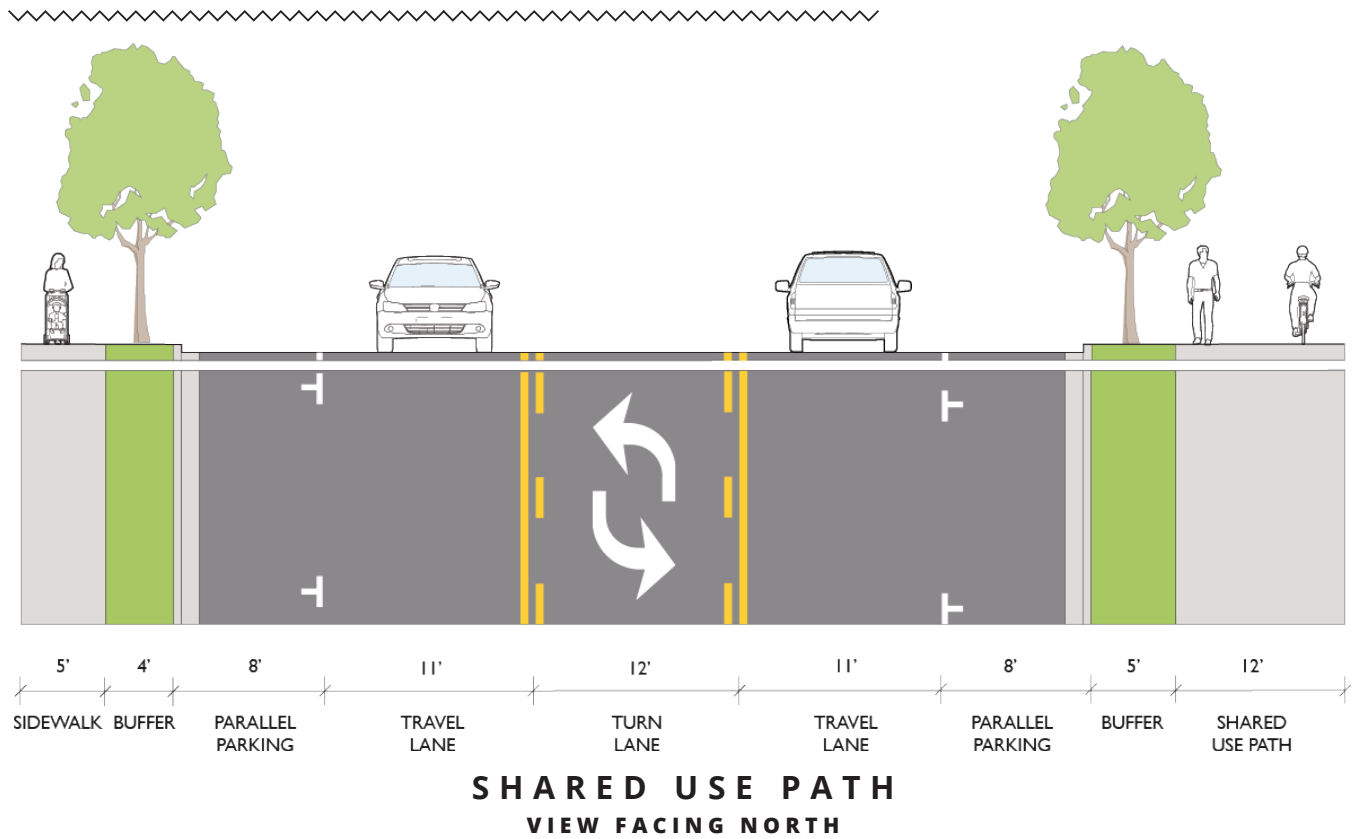 5’ 4’ 8’ 11’ 12’ 11’ 8’ 5’ 12’
SIDEWALK BUFFER PARALLEL TRAVEL TURN TRAVEL PARALLEL BUFFER SHARED
PARKING LANE LANE LANE PARKING USE PATH
SHARED USE PATH
VIEW FACING NORTH